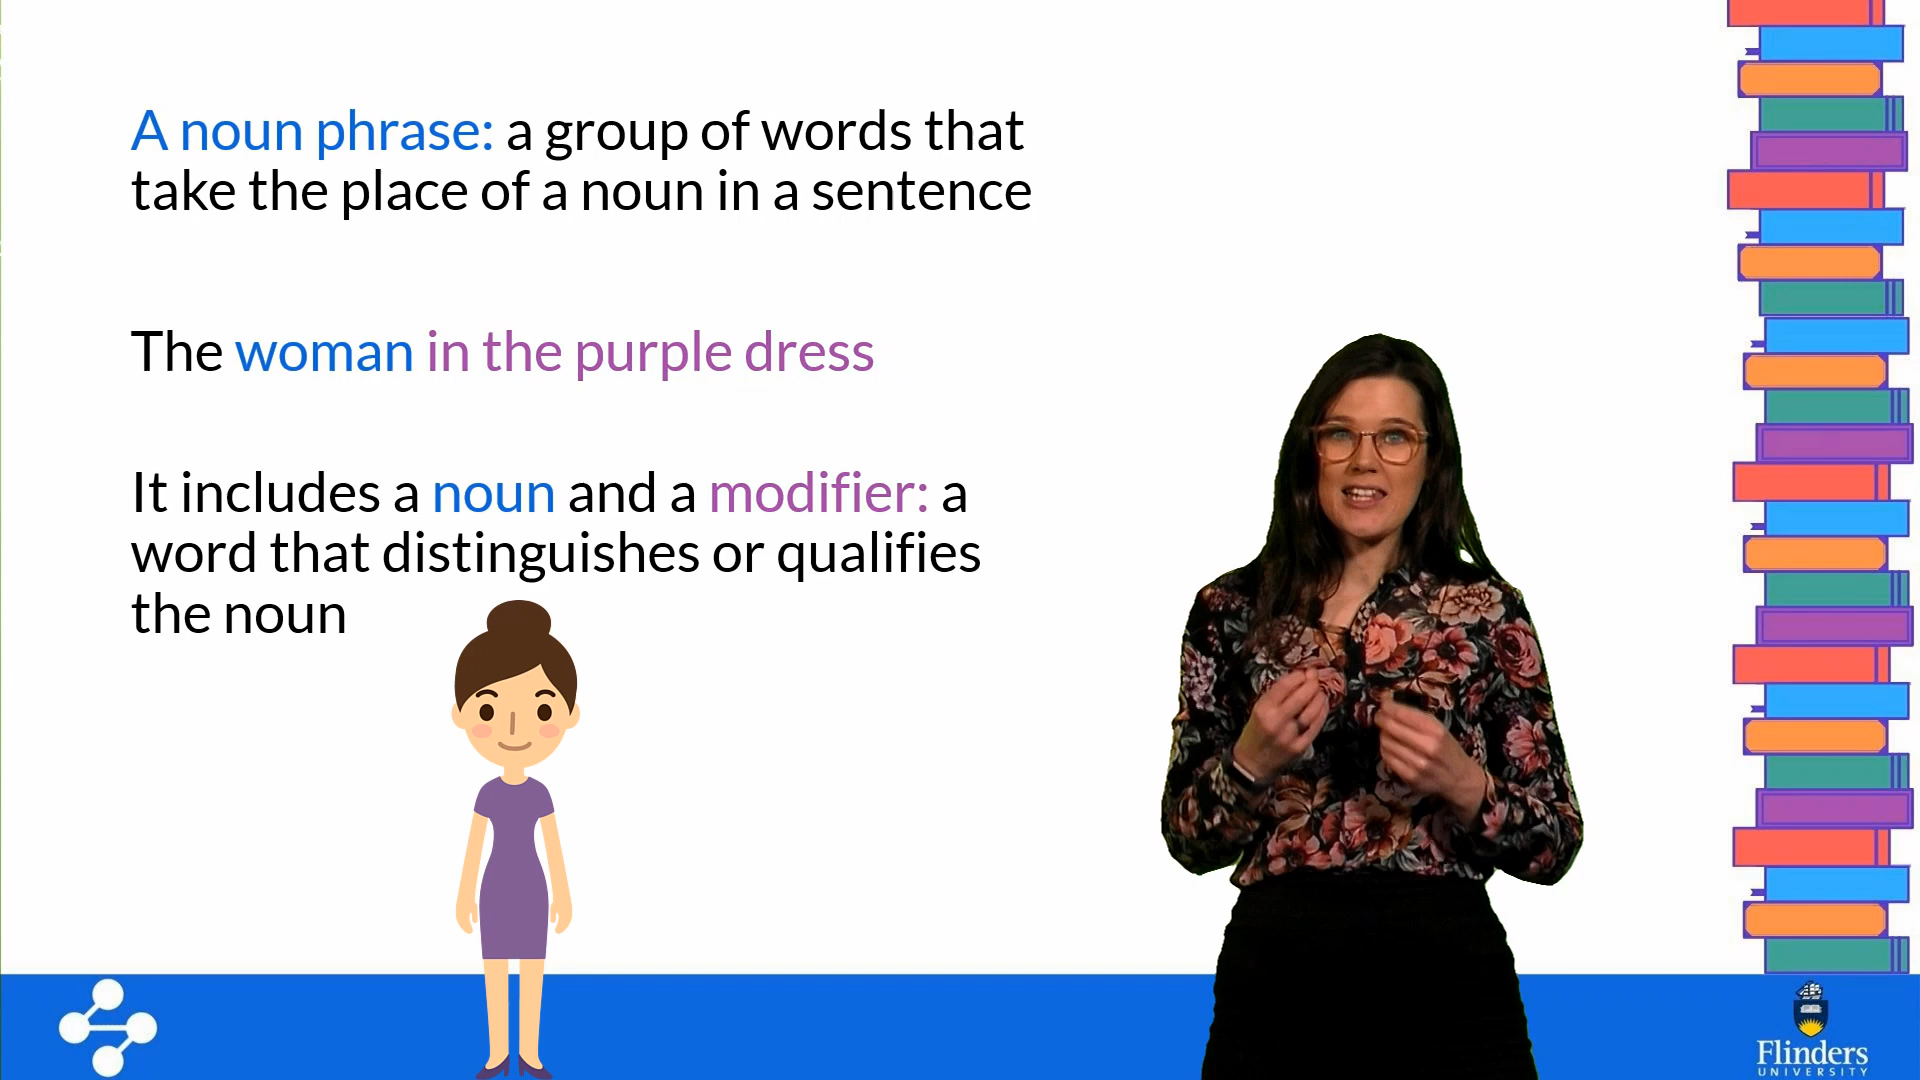 A noun phrase: a group of words that
take the place of a noun in a sentence
The woman in the purple dress
It includes a noun and a modifier: a
word that distinguishes or qualifies
the noun
Flinders
UNIVERSITY